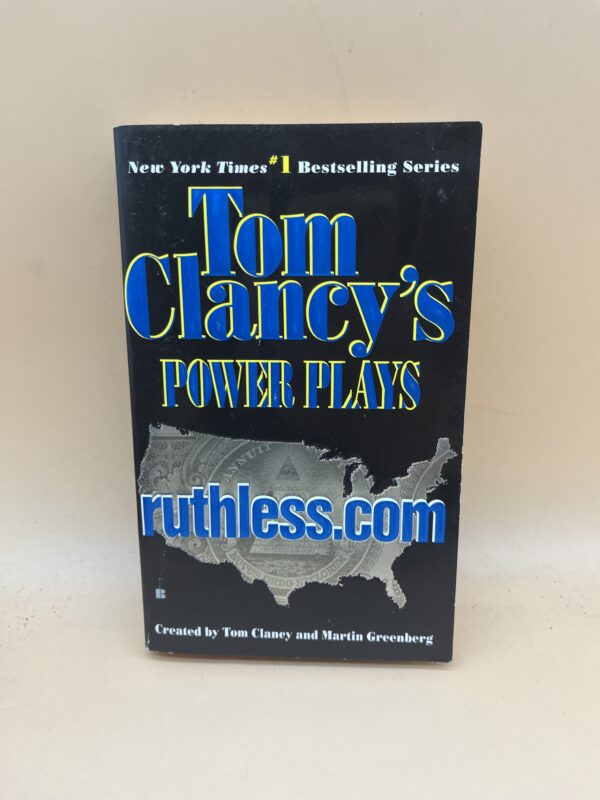 New York Times #1 Bestselling Series
Tom
Clancy's
POWER PLAYS
ANNUIT
ruthless.com
B
Created by Tom Clancy and Martin Greenberg